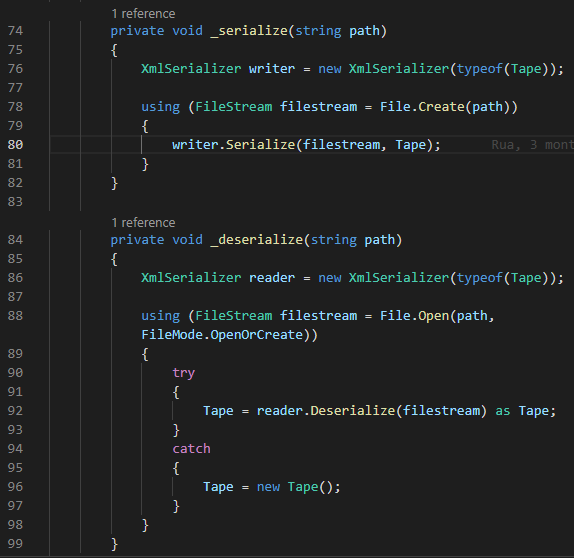 1 reference
74 private void _serialize(string path)
75 {
76 XmlSerializer writer = new XmlSerializer(typeof(Tape));
77
78 using (FileStream filestream = File.Create(path))
79 {
80 writer.Serialize(filestream, Tape); Rua, 3 mont
81 }
82 }
83
1 reference
84 private void _deserialize(string path)
85 {
86 XmlSerializer reader = new XmlSerializer(typeof(Tape));
87
88 using (FileStream filestream = File.Open(path,
FileMode.OpenOrCreate))
89 {
90 try
91 {
92 Tape = reader.Deserialize(filestream) as Tape;
93 }
94 catch
95 {
96 Tape = new Tape();
97 }
98 }
99 }